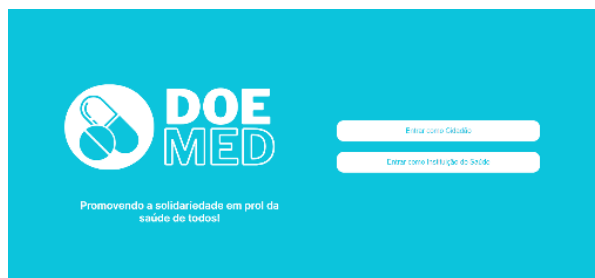 DOE
MED
Promovendo a solidariedade em prol da
saúde de todos!
Entrar como Cidadão
Entrar como Instituição de Saúde